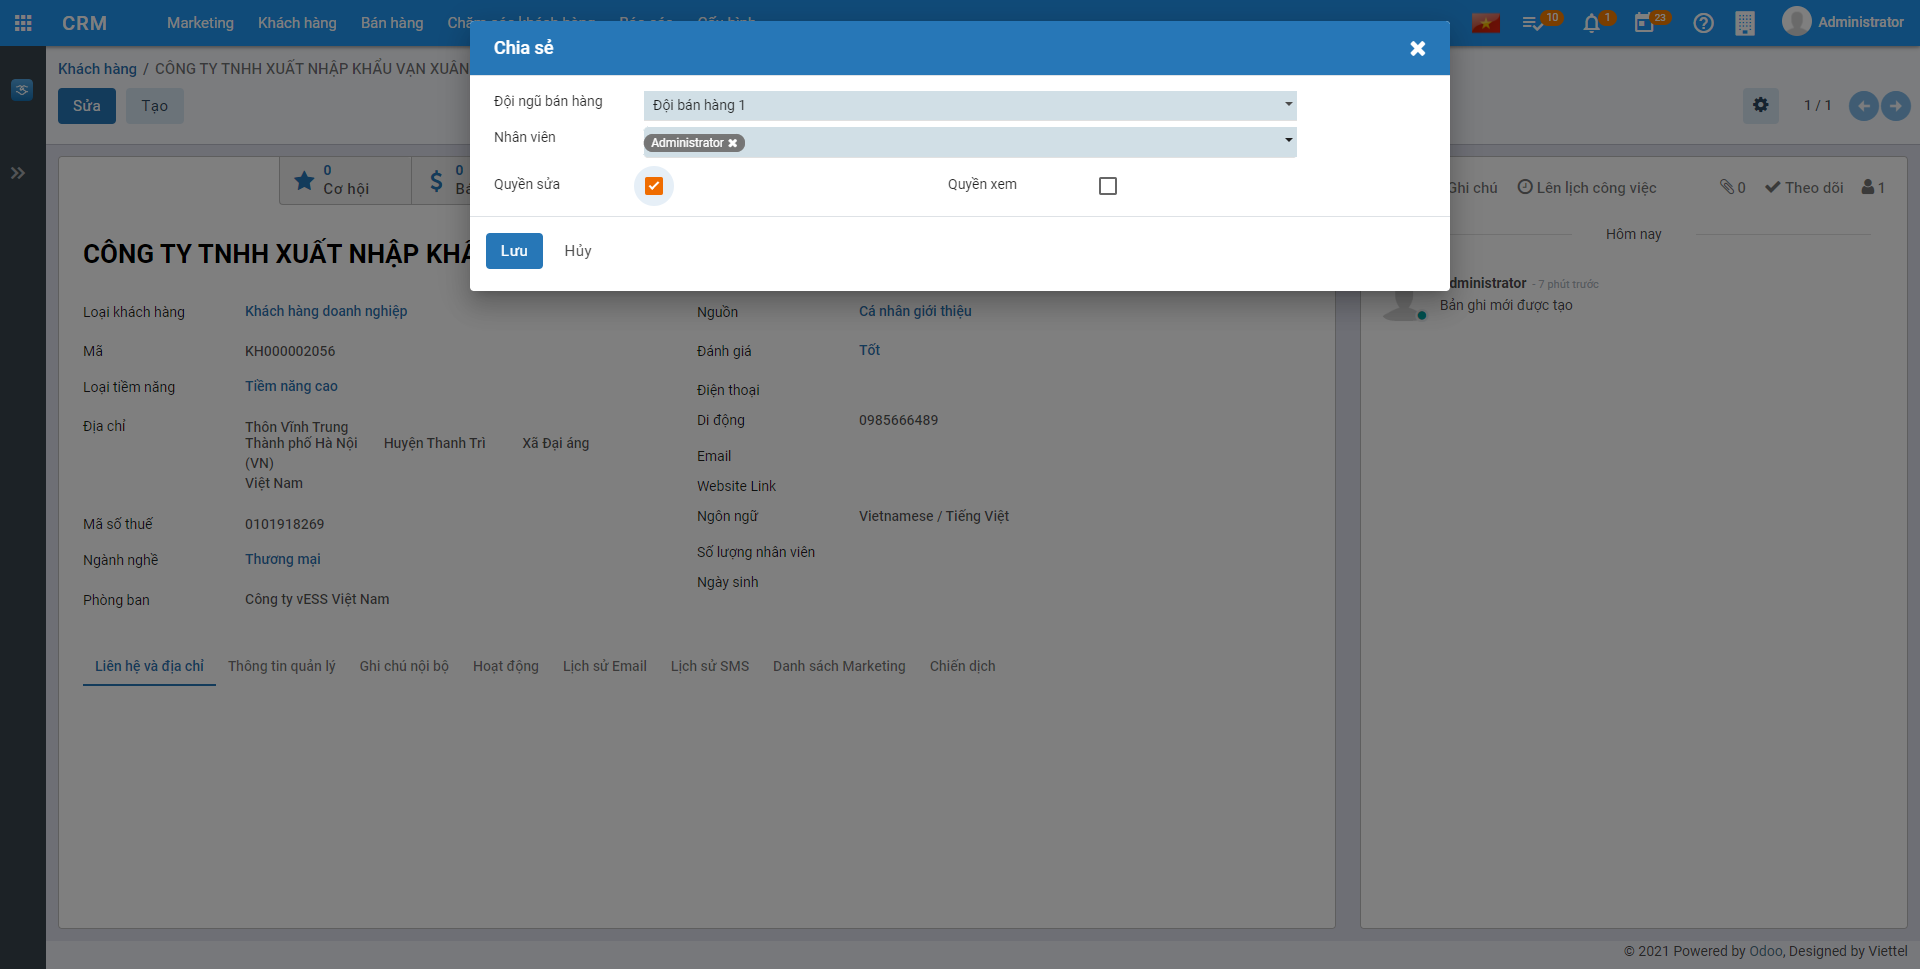 CRM
Marketing
Khách hàng
Bán hàng
10
1
23
Administrator
Chia sẻ
Khách hàng / CÔNG TY TNHH XUẤT NHẬP KHẨU VẠN XUÂN
Sửa
Tạo
1 / 1
Đội ngũ bán hàng
Đội bán hàng 1
Nhân viên
Administrator
Quyền sửa
Quyền xem
Lưu
Hủy
0
Cơ hội
0
Ghi chú
Lên lịch công việc
0
Theo dõi
1
Hôm nay
Administrator - 7 phút trước
Bản ghi mới được tạo
CÔNG TY TNHH XUẤT NHẬP KHẨ
Loại khách hàng
Khách hàng doanh nghiệp
Mã
KH000002056
Loại tiềm năng
Tiềm năng cao
Địa chỉ
Thôn Vĩnh Trung
Thành phố Hà Nội Huyện Thanh Trì Xã Đại áng
(VN)
Việt Nam
Mã số thuế
0101918269
Ngành nghề
Thương mại
Phòng ban
Công ty vESS Việt Nam
Nguồn
Cá nhân giới thiệu
Đánh giá
Tốt
Điện thoại
Di động
0985666489
Email
Website Link
Ngôn ngữ
Vietnamese / Tiếng Việt
Số lượng nhân viên
Ngày sinh
Liên hệ và địa chỉ
Thông tin quản lý
Ghi chú nội bộ
Hoạt động
Lịch sử Email
Lịch sử SMS
Danh sách Marketing
Chiến dịch
© 2021 Powered by Odoo, Designed by Viettel